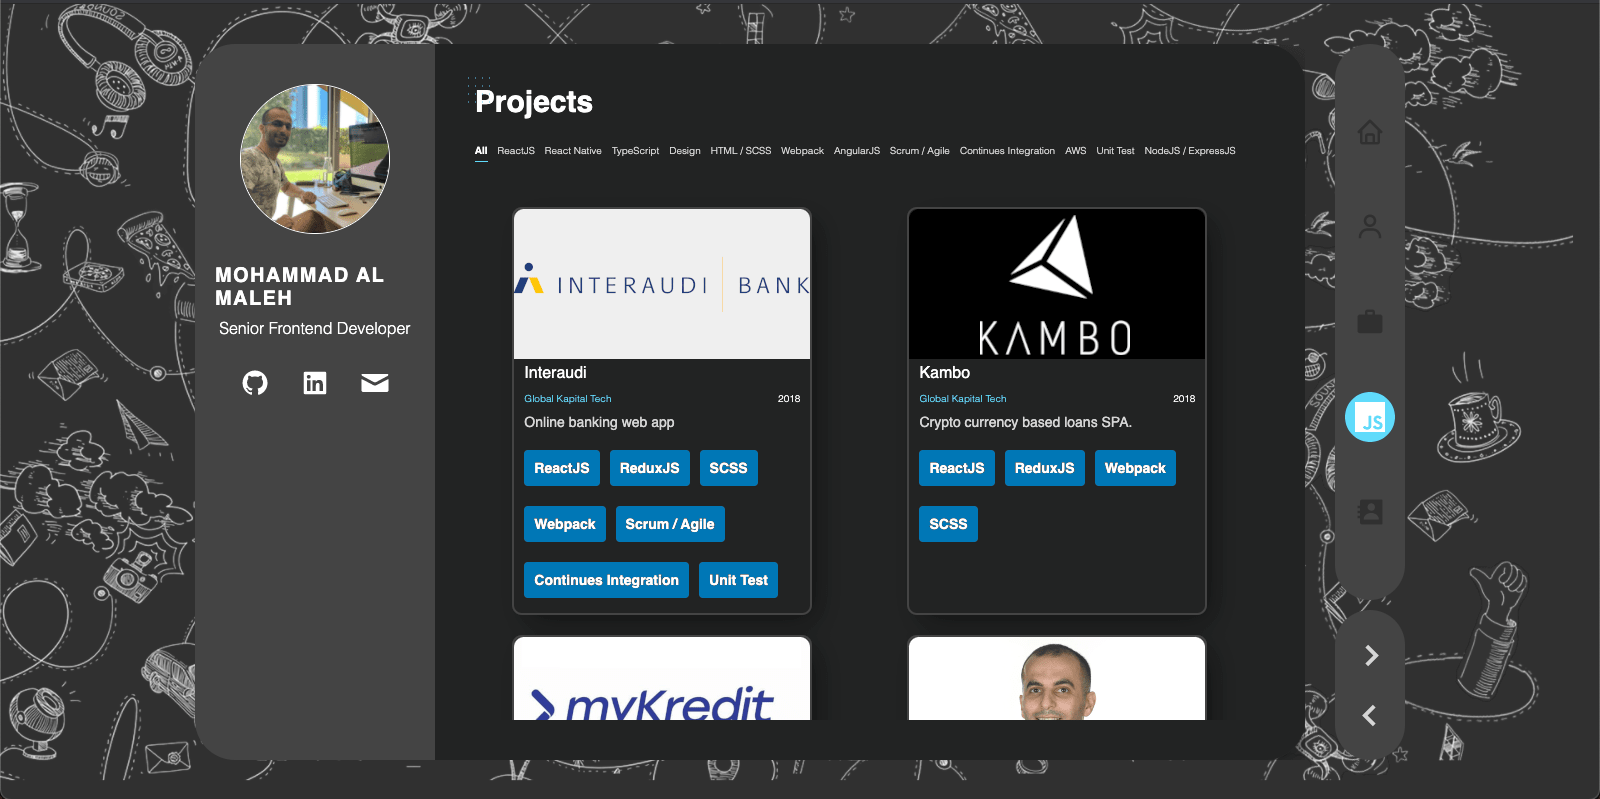 MOHAMMAD AL
MALEH
Senior Frontend Developer
Projects
All ReactJS React Native TypeScript Design HTML / SCSS Webpack AngularJS Scrum / Agile Continues Integration AWS Unit Test NodeJS / ExpressJS
INTERAUDI BANK
Interaudi
Global Kapital Tech 2018
Online banking web app
ReactJS ReduxJS SCSS
Webpack Scrum / Agile
Continues Integration Unit Test
KAMBO
Kambo
Global Kapital Tech 2018
Crypto currency based loans SPA.
ReactJS ReduxJS Webpack
SCSS
myKredit
JS